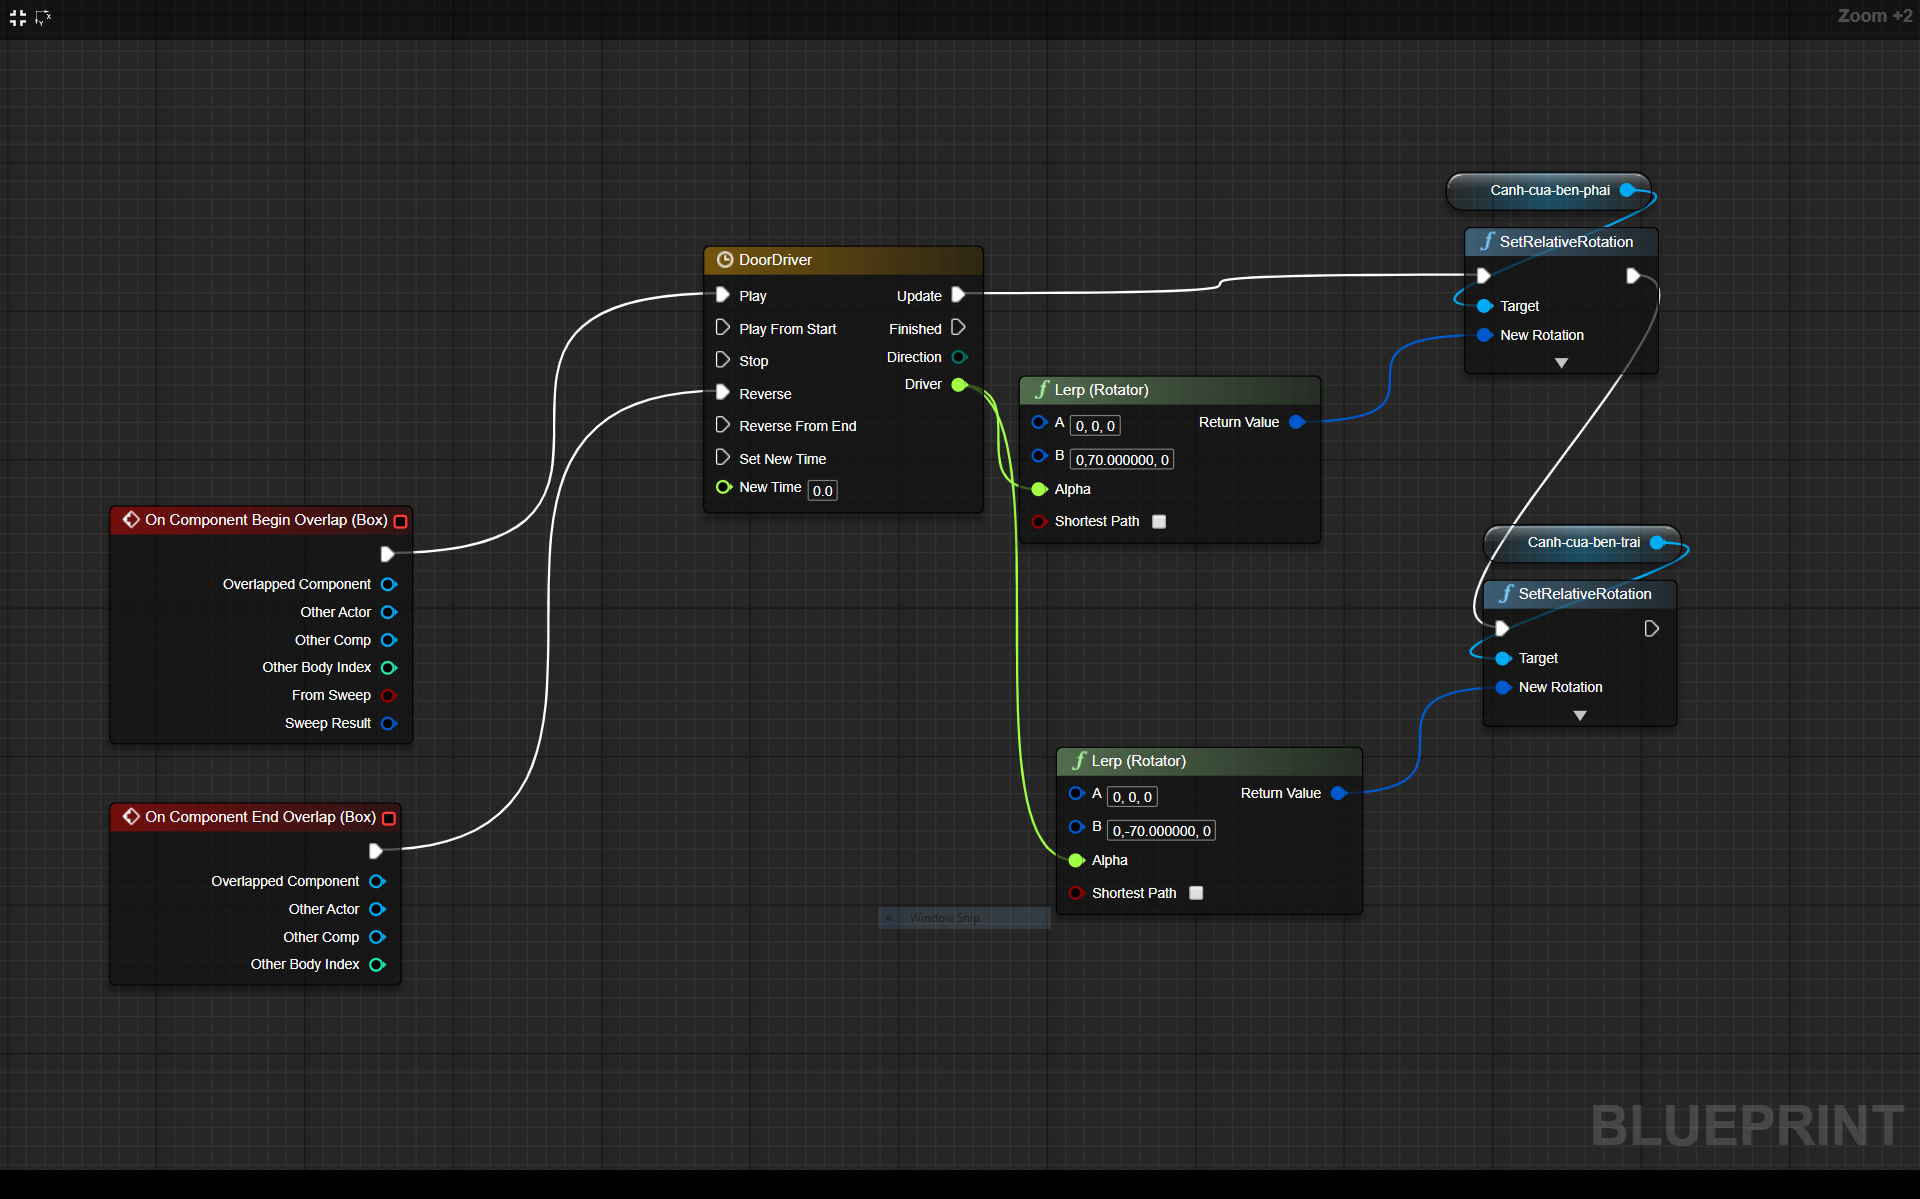 Zoom +2
Canh-cua-ben-phai
SetRelativeRotation
Target
New Rotation
DoorDriver
Play
Update
Play From Start
Finished
Stop
Direction
Reverse
Driver
Reverse From End
Set New Time
New Time 0.0
Lerp (Rotator)
A 0, 0, 0
Return Value
B 0,70.000000, 0
Alpha
Shortest Path
On Component Begin Overlap (Box)
Overlapped Component
Other Actor
Other Comp
Other Body Index
From Sweep
Sweep Result
Canh-cua-ben-trai
SetRelativeRotation
Target
New Rotation
Lerp (Rotator)
A 0, 0, 0
Return Value
B 0,-70.000000, 0
Alpha
Shortest Path
On Component End Overlap (Box)
Overlapped Component
Other Actor
Other Comp
Other Body Index
Window Snip
BLUEPRINT